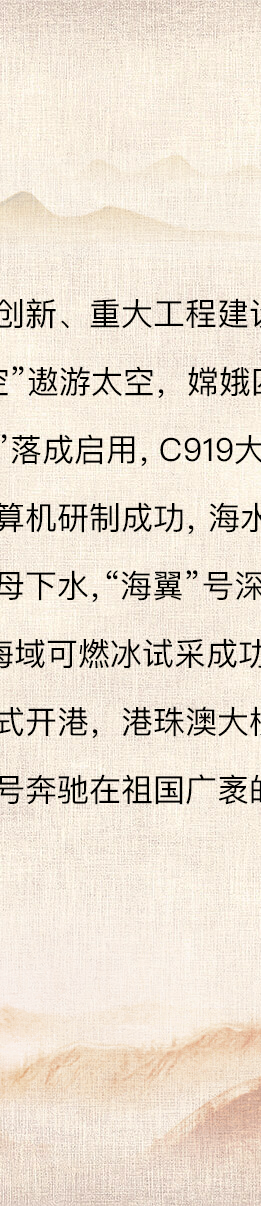 创新、重大工程建设
空”遨游太空，嫦娥四
’落成启用，C919大
算机研制成功，海水
母下水，“海翼”号深
海域可燃冰试采成功
式开港，港珠澳大桥
号奔驰在祖国广袤的